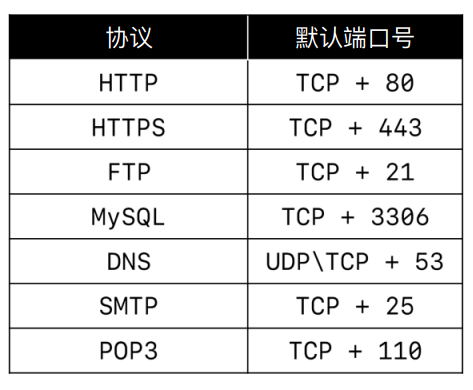 协议 默认端口号
HTTP TCP + 80
HTTPS TCP + 443
FTP TCP + 21
MySQL TCP + 3306
DNS UDP\TCP + 53
SMTP TCP + 25
POP3 TCP + 110